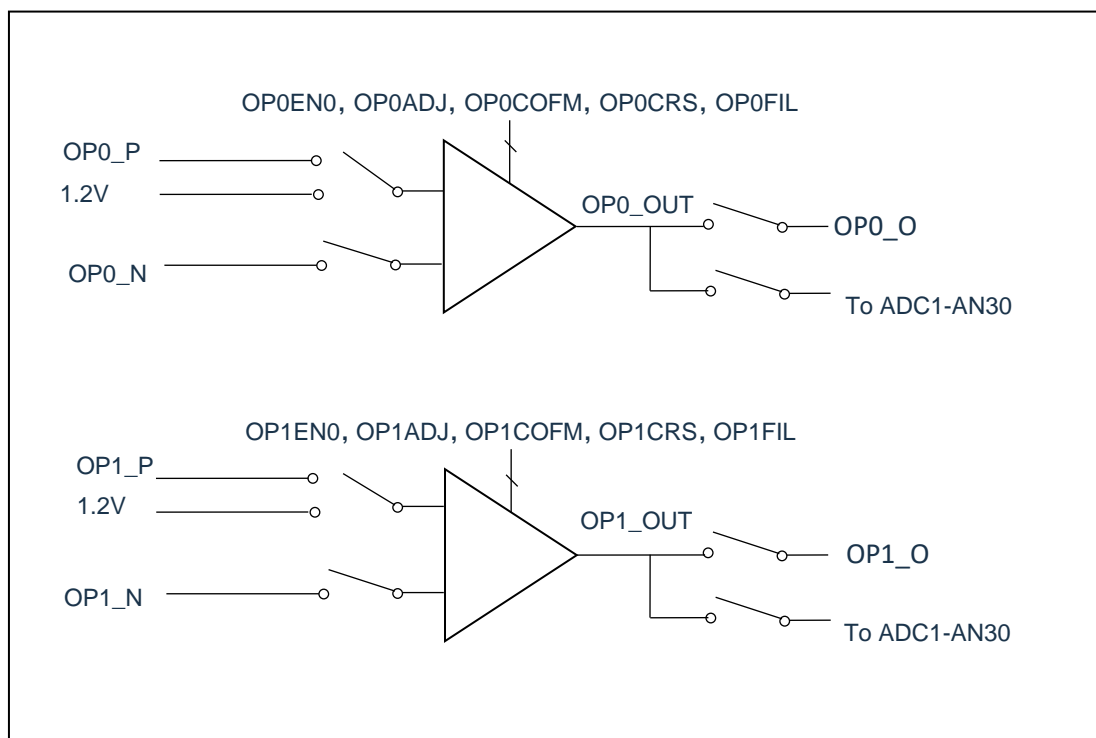 OP0EN0, OP0ADJ, OP0COFM, OP0CRS, OP0FIL
OP0_P
1.2V
OP0_OUT
OP0_O
OP0_N
To ADC1-AN30
OP1EN0, OP1ADJ, OP1COFM, OP1CRS, OP1FIL
OP1_P
1.2V
OP1_OUT
OP1_O
OP1_N
To ADC1-AN30